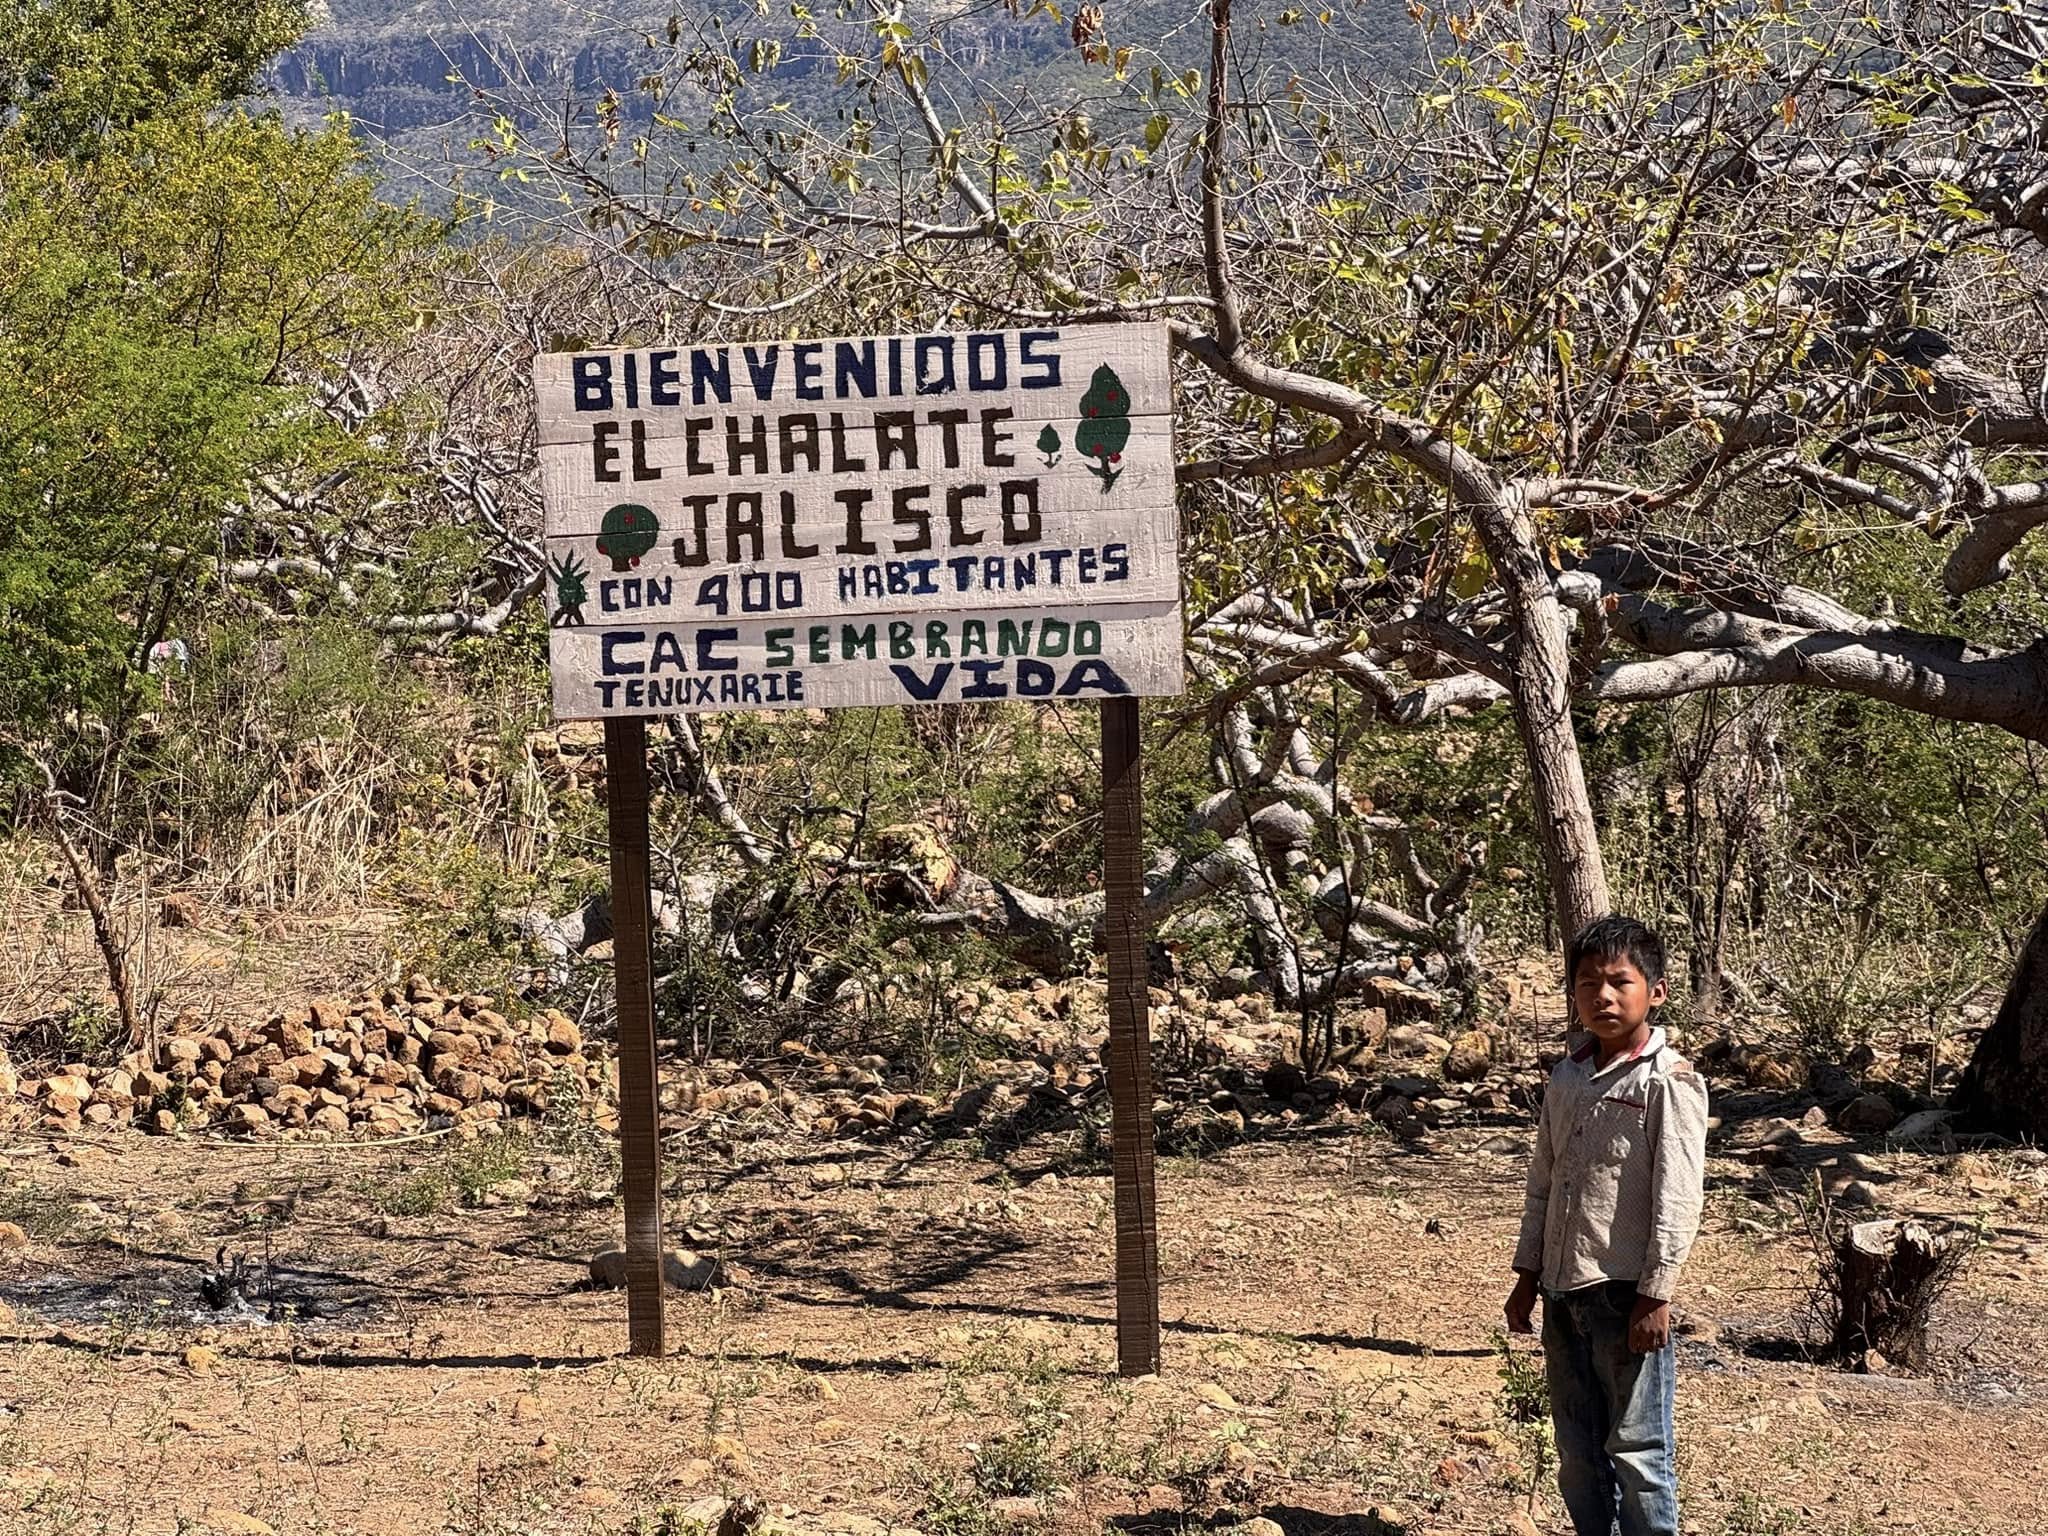 BIENVENIDOS
EL CHALATE
JALISCO
CON 400 HABITANTES
CAC SEMBRANDO
TENUXARIE VIDA